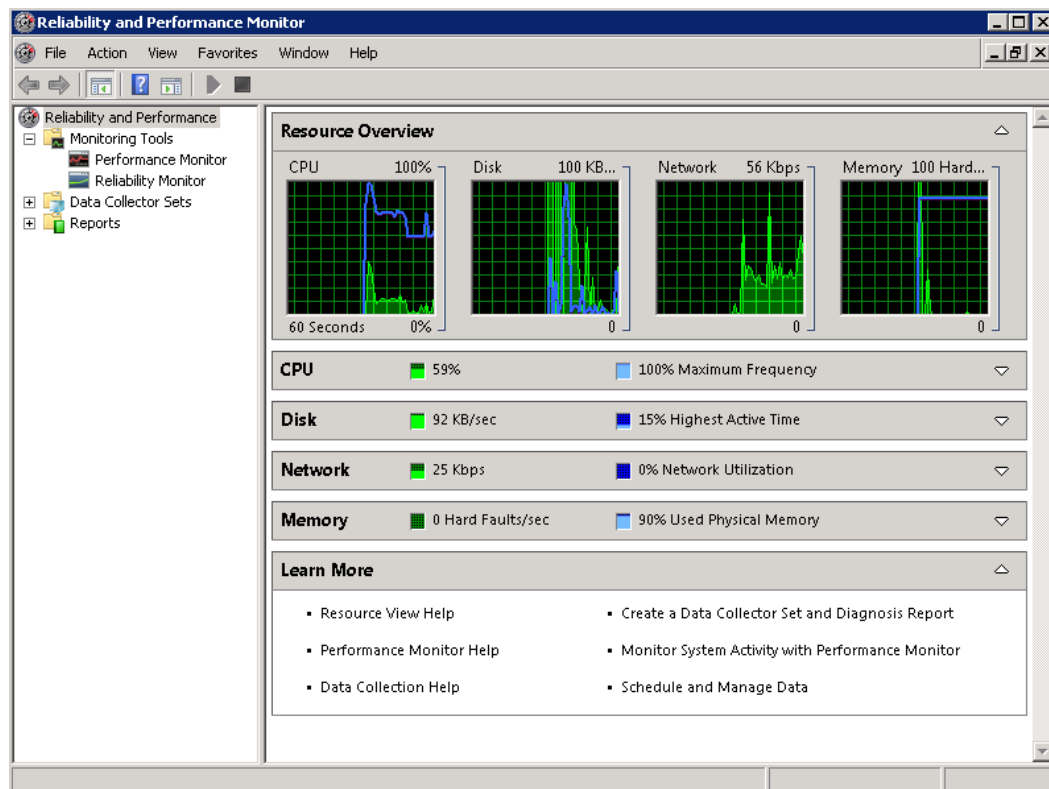 Reliability and Performance Monitor
File Action View Favorites Window Help
Reliability and Performance
Monitoring Tools
Performance Monitor
Reliability Monitor
Data Collector Sets
Reports
Resource Overview
CPU 100% Disk 100 KB... Network 56 Kbps Memory 100 Hard...
60 Seconds 0% 0 0 0
CPU 59% 100% Maximum Frequency
Disk 92 KB/sec 15% Highest Active Time
Network 25 Kbps 0% Network Utilization
Memory 0 Hard Faults/sec 90% Used Physical Memory
Learn More
▪ Resource View Help ▪ Create a Data Collector Set and Diagnosis Report
▪ Performance Monitor Help ▪ Monitor System Activity with Performance Monitor
▪ Data Collection Help ▪ Schedule and Manage Data